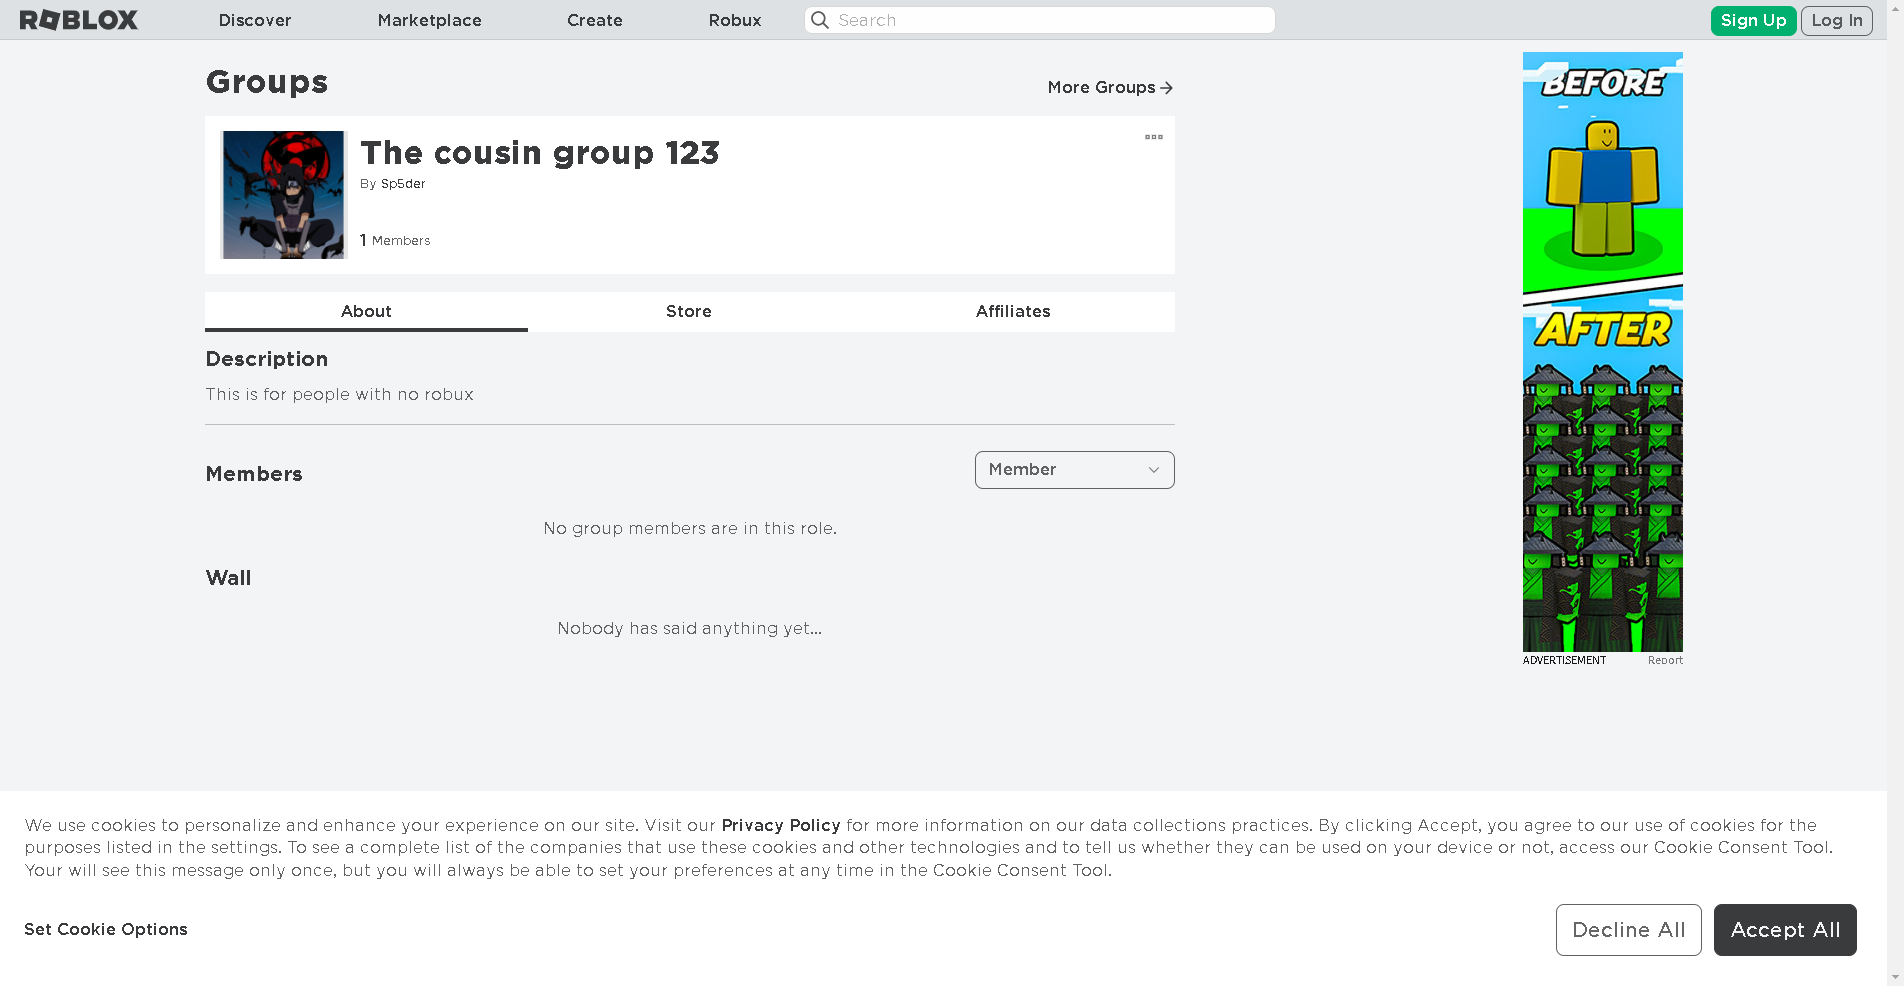 ROBLOX Discover Marketplace Create Robux Search Sign Up Log In
Groups
More Groups
The cousin group 123
By Sp5der
1 Members
About Store Affiliates
Description
This is for people with no robux
Members
Member
No group members are in this role.
Wall
Nobody has said anything yet...
BEFORE
AFTER
ADVERTISEMENT Report
We use cookies to personalize and enhance your experience on our site. Visit our Privacy Policy for more information on our data collections practices. By clicking Accept, you agree to our use of cookies for the
purposes listed in the settings. To see a complete list of the companies that use these cookies and other technologies and to tell us whether they can be used on your device or not, access our Cookie Consent Tool.
Your will see this message only once, but you will always be able to set your preferences at any time in the Cookie Consent Tool.
Set Cookie Options
Decline All
Accept All